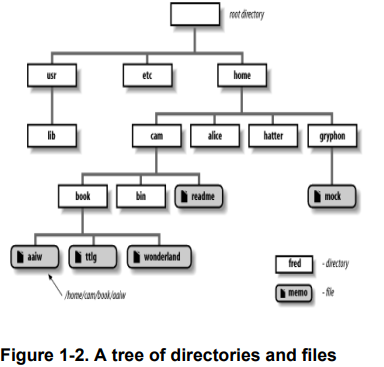 root directory
usr etc home
lib cam alice hatter gryphon
book bin readme mock
aaiw ttlg wonderland
fred - directory
/home/cam/book/aaiw
memo - file
Figure 1-2. A tree of directories and files